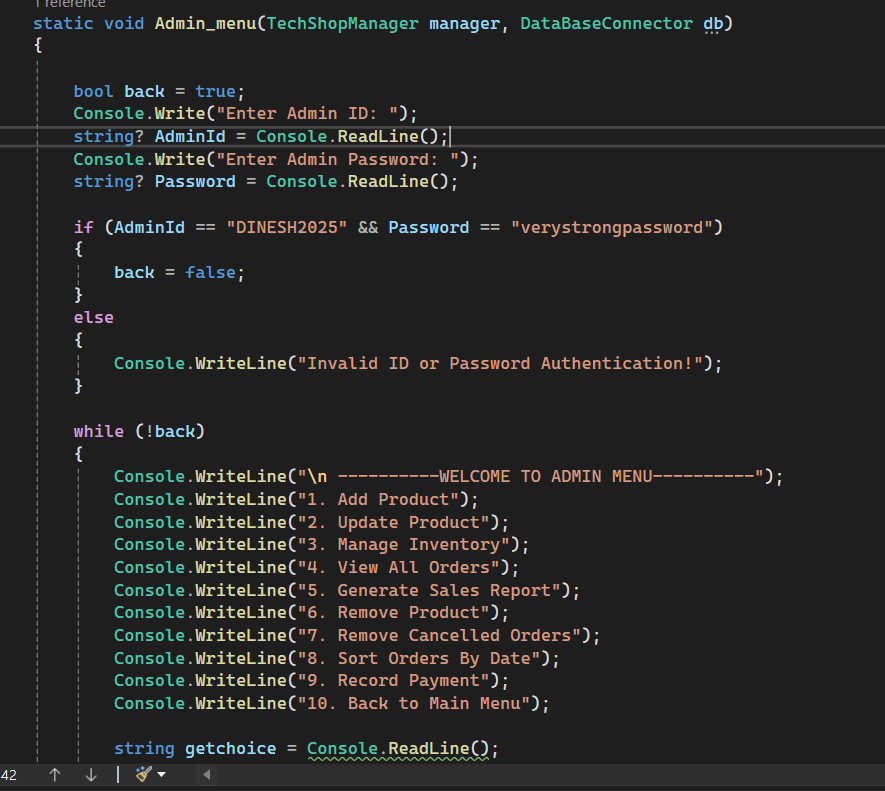 1 reference
static void Admin_menu(TechShopManager manager, DataBaseConnector db)
{
bool back = true;
Console.Write("Enter Admin ID: ");
string? AdminId = Console.ReadLine();
Console.Write("Enter Admin Password: ");
string? Password = Console.ReadLine();
if (AdminId == "DINESH2025" && Password == "verystrongpassword")
{
back = false;
}
else
{
Console.WriteLine("Invalid ID or Password Authentication!");
}
while (!back)
{
Console.WriteLine("\n ----------WELCOME TO ADMIN MENU----------");
Console.WriteLine("1. Add Product");
Console.WriteLine("2. Update Product");
Console.WriteLine("3. Manage Inventory");
Console.WriteLine("4. View All Orders");
Console.WriteLine("5. Generate Sales Report");
Console.WriteLine("6. Remove Product");
Console.WriteLine("7. Remove Cancelled Orders");
Console.WriteLine("8. Sort Orders By Date");
Console.WriteLine("9. Record Payment");
Console.WriteLine("10. Back to Main Menu");
string getchoice = Console.ReadLine();
42